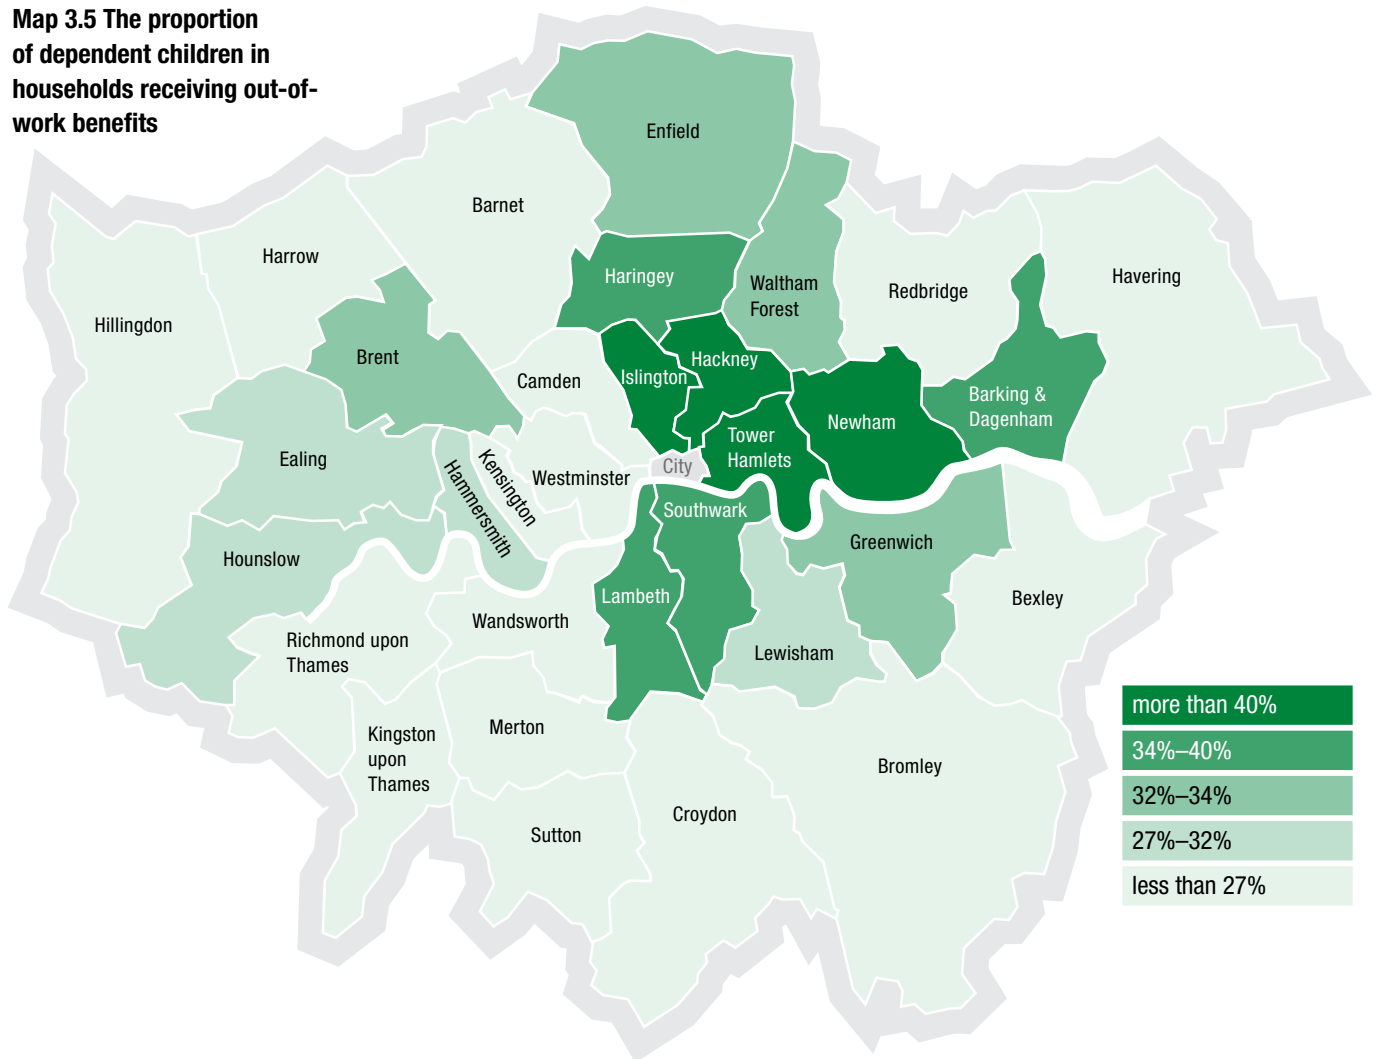 Map 3.5 The proportion
of dependent children in
households receiving out-of-
work benefits
Enfield
Barnet
Harrow
Haringey
Waltham
Forest
Redbridge
Havering
Hillingdon
Brent
Camden
Islington
Hackney
Newham
Barking &
Dagenham
Tower
Hamlets
Ealing
Hammersmith
Kensington
Westminster
City
Southwark
Hounslow
Greenwich
Lambeth
Bexley
Wandsworth
Richmond upon
Thames
Lewisham
Kingston
upon
Thames
Merton
Bromley
Sutton
Croydon
more than 40%
34%–40%
32%–34%
27%–32%
less than 27%